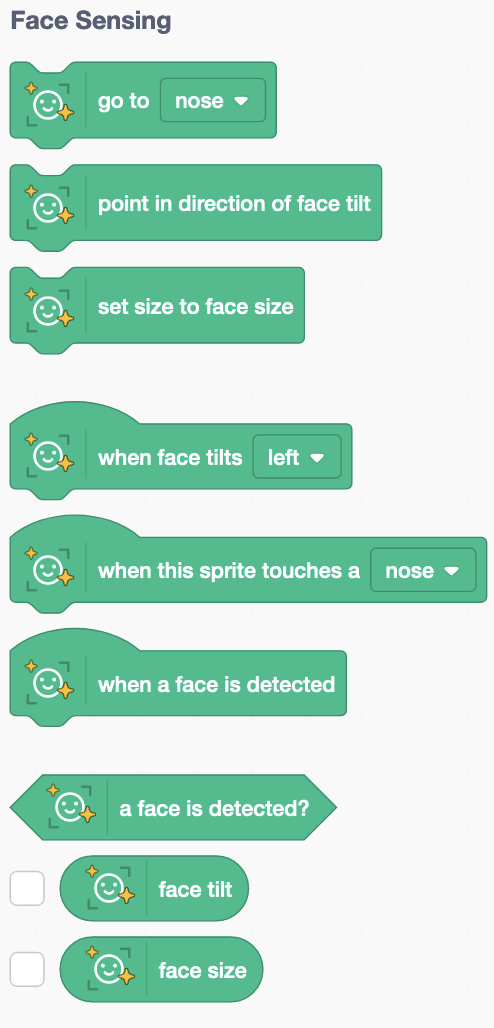 Face Sensing
go to nose
point in direction of face tilt
set size to face size
when face tilts left
when this sprite touches a nose
when a face is detected
a face is detected?
face tilt
face size